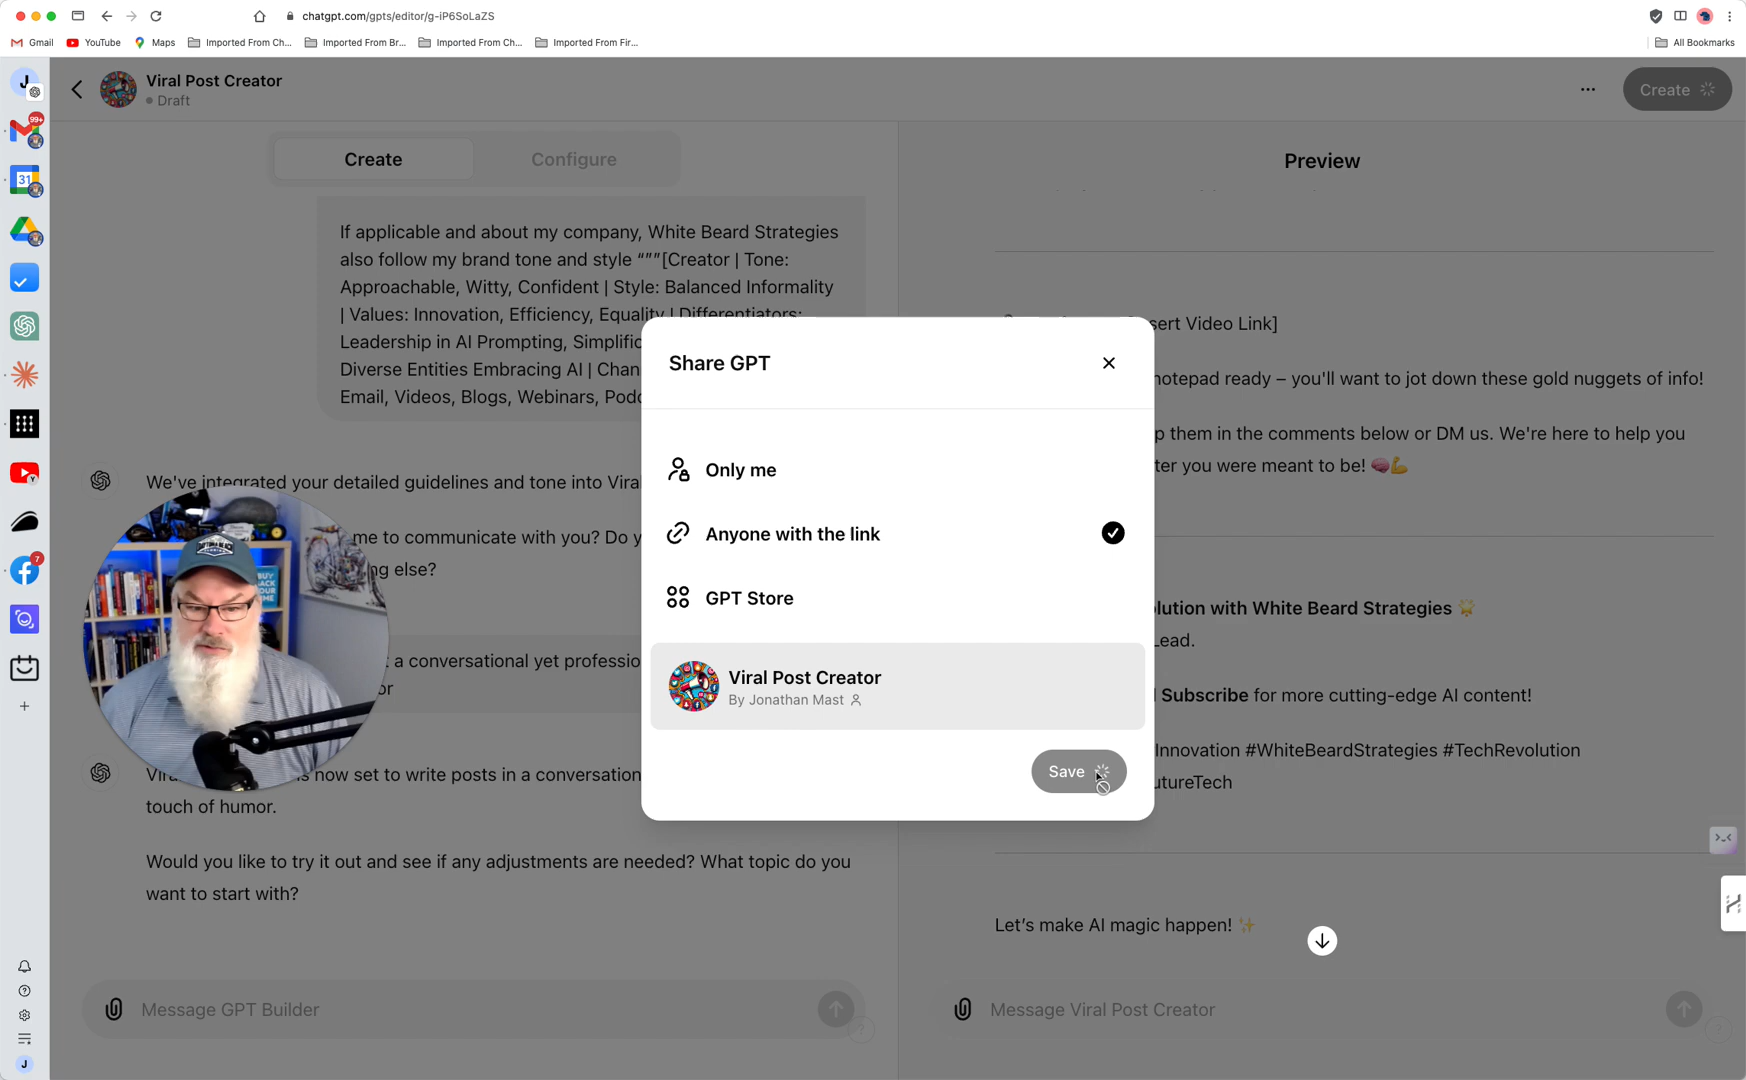 chatgpt.com/gpts/editor/g-iP6SoLaZS
Gmail
YouTube
Maps
Imported From Ch...
Imported From Br...
Imported From Ch...
Imported From Fir...
All Bookmarks
J
99+
31
7
J
Viral Post Creator
Draft
Create
Create
Configure
Preview
If applicable and about my company, White Beard Strategies
also follow my brand tone and style “””[Creator | Tone:
Approachable, Witty, Confident | Style: Balanced Informality
| Values: Innovation, Efficiency, Equality | Differentiators:
Leadership in AI Prompting, Simplific
Diverse Entities Embracing AI | Chan
Email, Videos, Blogs, Webinars, Podc
We've integrated your detailed guidelines and tone into Vira
me to communicate with you? Do y
ng else?
t a conversational yet professio
or
Vira
s now set to write posts in a conversation
touch of humor.
Would you like to try it out and see if any adjustments are needed? What topic do you
want to start with?
Message GPT Builder
Share GPT
Only me
Anyone with the link
GPT Store
Viral Post Creator
By Jonathan Mast
Save
sert Video Link]
notepad ready – you'll want to jot down these gold nuggets of info!
p them in the comments below or DM us. We're here to help you
ter you were meant to be! 🧠💪
lution with White Beard Strategies 🌟
Lead.
l Subscribe for more cutting-edge AI content!
Innovation #WhiteBeardStrategies #TechRevolution
utureTech
Let's make AI magic happen! ✨
Message Viral Post Creator